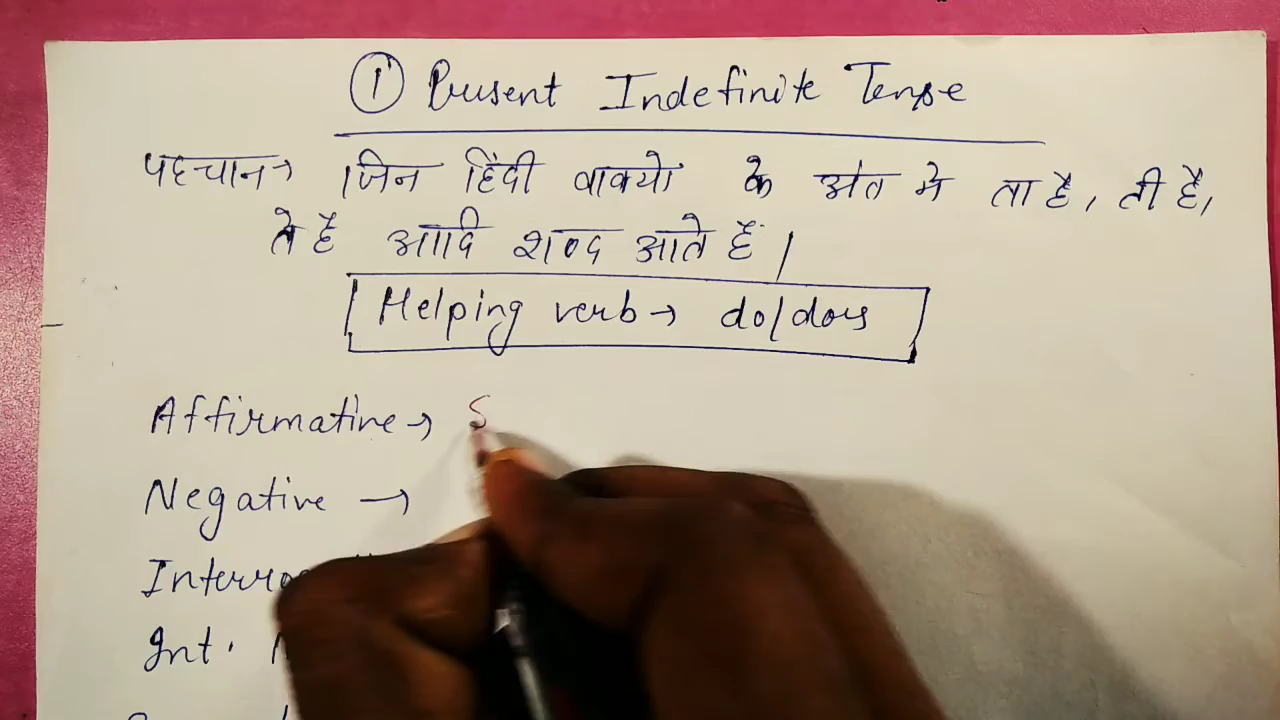 ① Present Indefinite Tense
पहचान→ जिन हिंदी वाक्यो के अंत मे ता है, ती है,
ते है आदि शब्द आते हैं।
Helping verb → do/does
Affirmative → S
Negative →
Int.